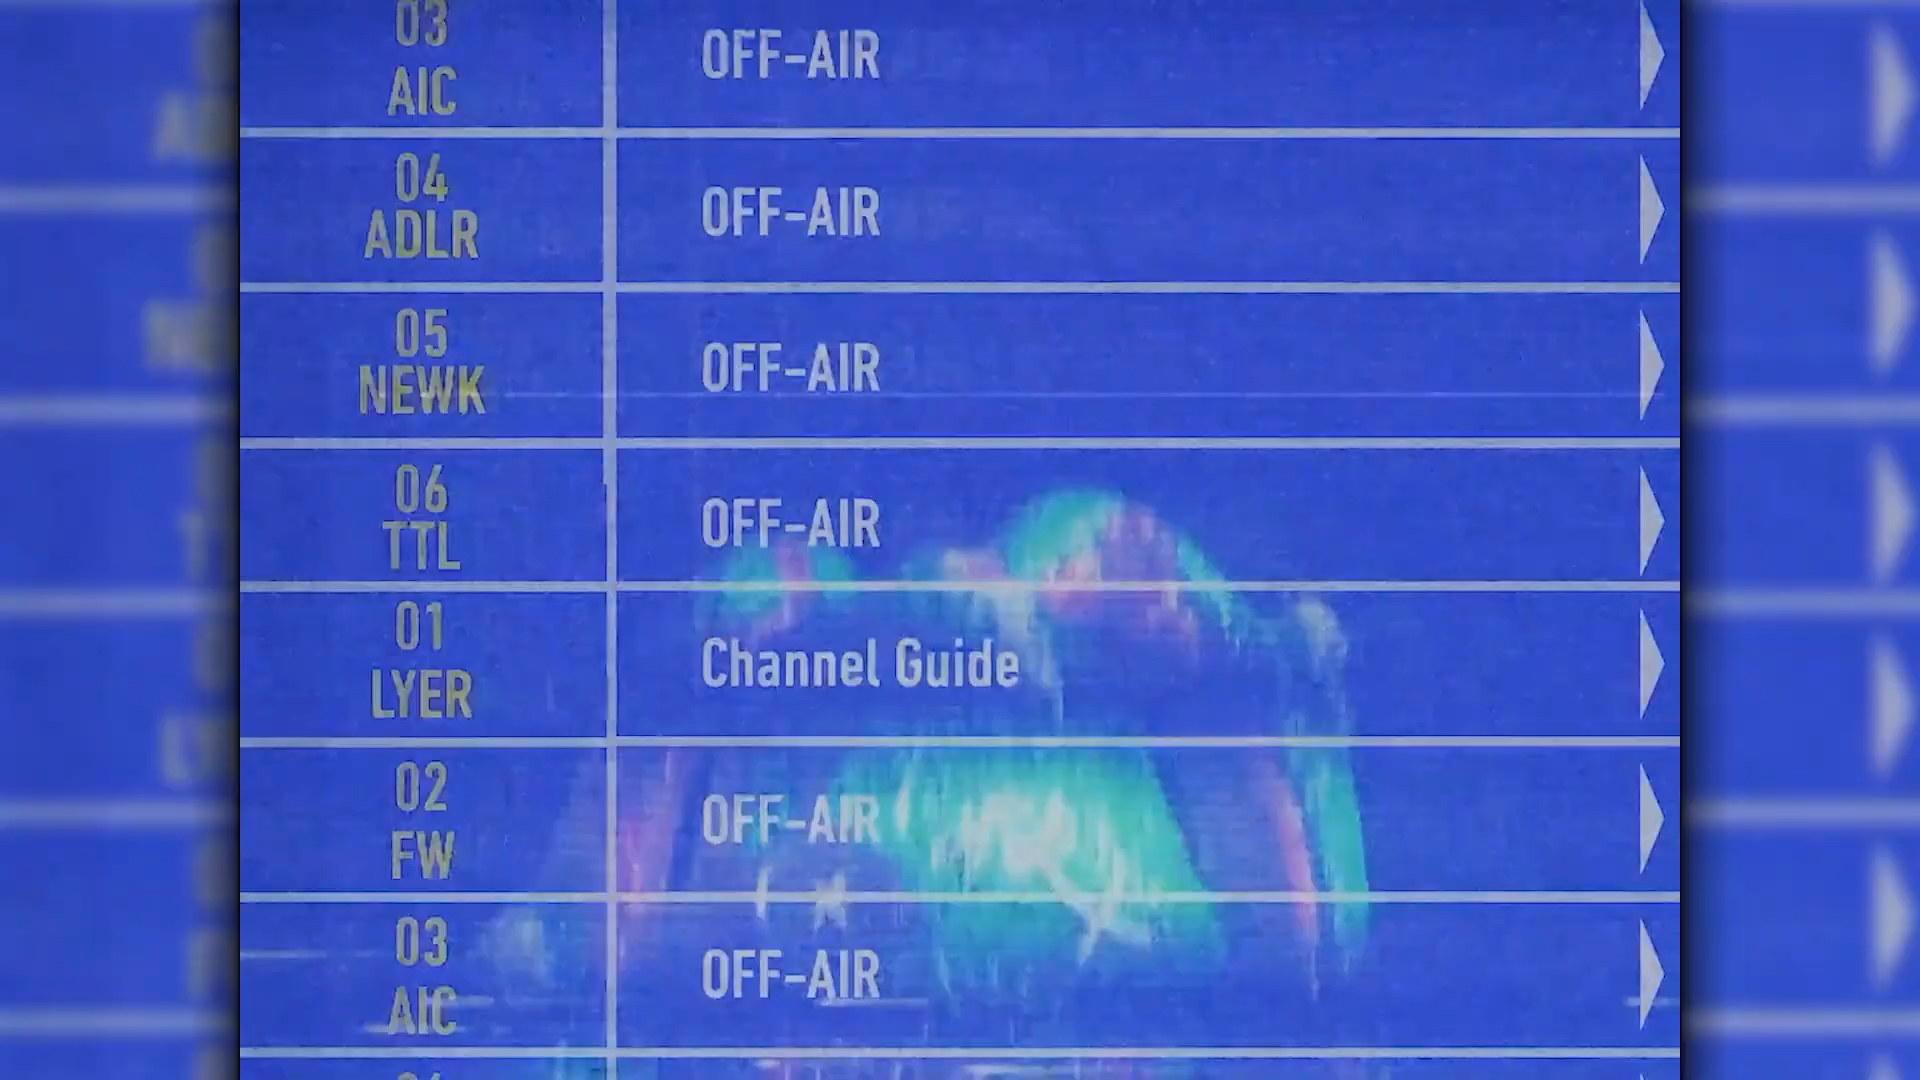 03
AIC
OFF-AIR
04
ADLR
OFF-AIR
05
NEWK
OFF-AIR
06
TTL
OFF-AIR
01
LYER
Channel Guide
02
FW
OFF-AIR
03
AIC
OFF-AIR